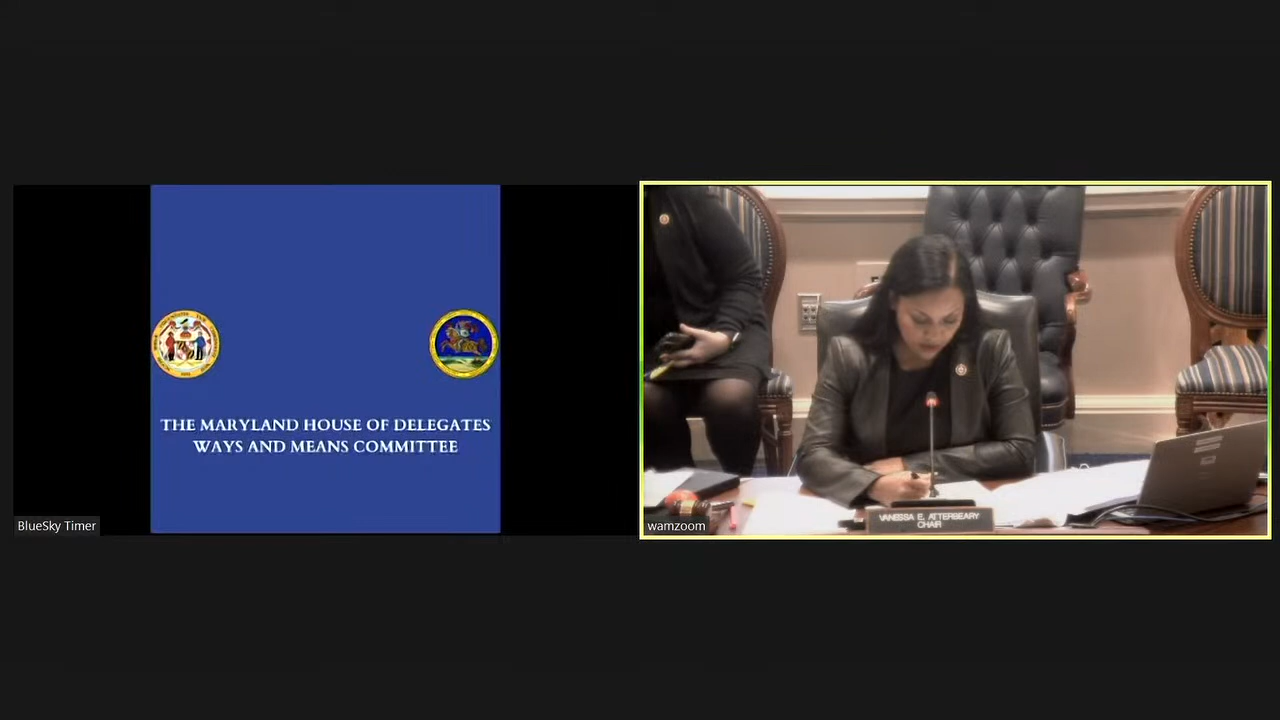 THE MARYLAND HOUSE OF DELEGATES
WAYS AND MEANS COMMITTEE
BlueSky Timer
wamzoom
VANESSA E. ATTERBEARY
CHAIR